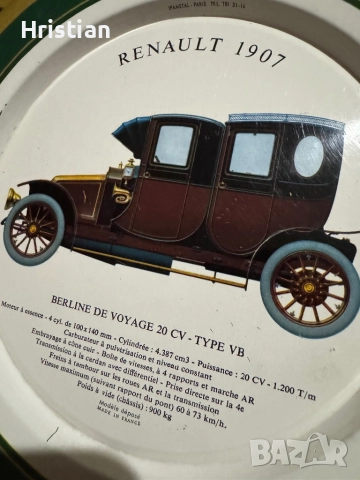 Hristian
RENAULT 1907
BERLINE DE VOYAGE 20 CV - TYPE VB
Moteur à essence - 4 cyl. de 100 x 140 mm - Cylindrée : 4.387 cm3 - Puissance : 20 CV - 1.200 T/m
Carburateur à pulvérisation et niveau constant
Embrayage à cône cuir - Boîte de vitesses, à 4 rapports et marche AR
Transmission à cardan avec différentiel - Prise directe sur la 4e
Freins à tambour sur les roues AR et la transmission
Vitesse maximum (suivant rapport du pont) 60 à 73 km/h.
Poids à vide (châssis) : 900 kg
Modèle déposé
MADE IN FRANCE
BAZAR
bg